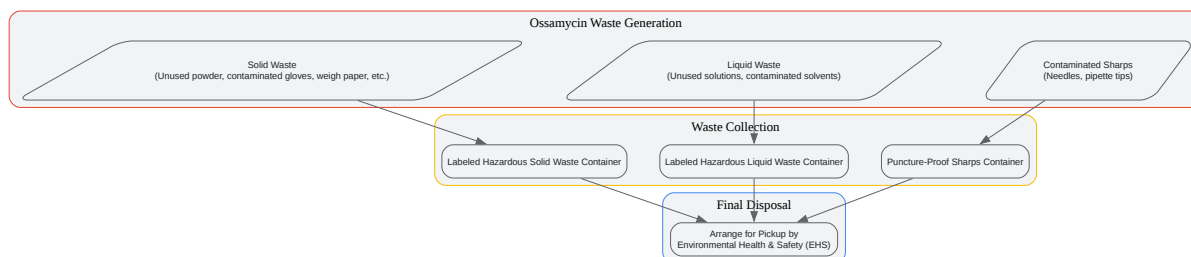 Ossamycin Waste Generation
Solid Waste
(Unused powder, contaminated gloves, weigh paper, etc.)
Liquid Waste
(Unused solutions, contaminated solvents)
Contaminated Sharps
(Needles, pipette tips)
Waste Collection
Labeled Hazardous Solid Waste Container
Labeled Hazardous Liquid Waste Container
Puncture-Proof Sharps Container
Final Disposal
Arrange for Pickup by
Environmental Health & Safety (EHS)